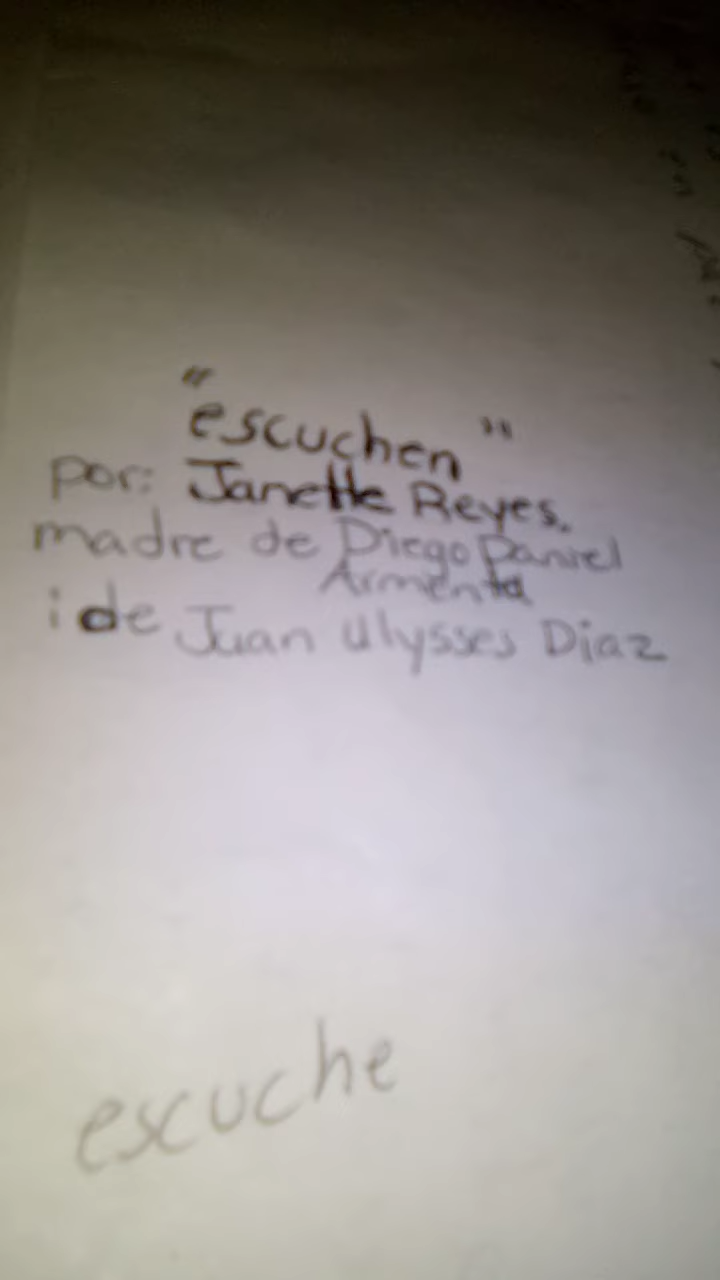 "escuchen"
por: Janette Reyes.
madre de Diego Daniel
Armenta
i de Juan Ulysses Diaz
escuche